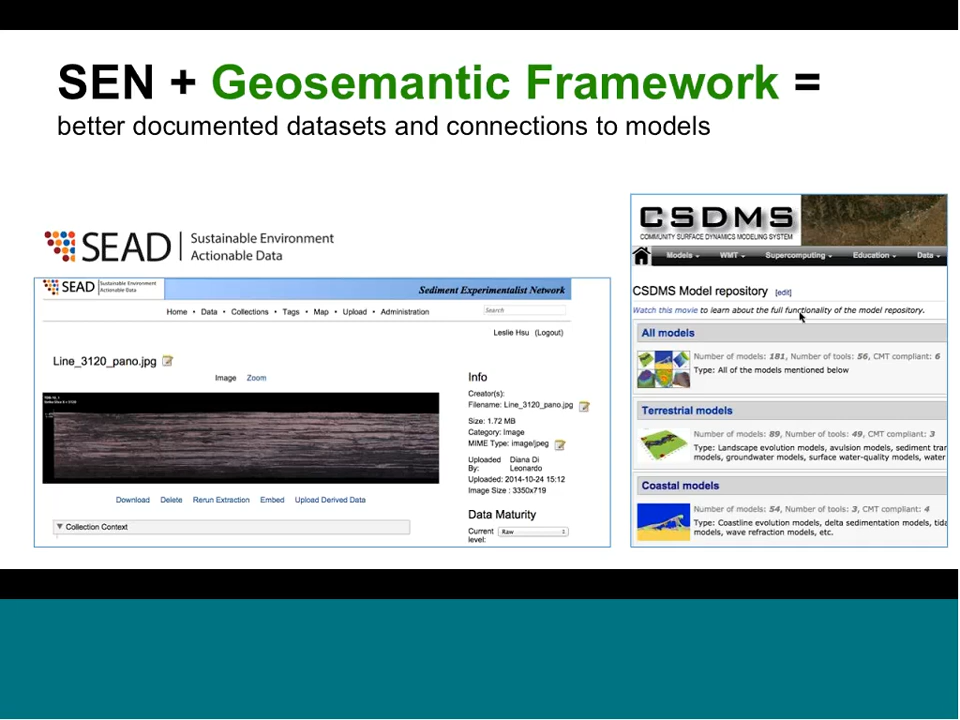 SEN + Geosemantic Framework =
better documented datasets and connections to models
SEAD | Sustainable Environment
Actionable Data
SEAD Sustainable Environment
Actionable Data
Sediment Experimentalist Network
Home • Data • Collections • Tags • Map • Upload • Administration
Search
Leslie Hsu (Logout)
Line_3120_pano.jpg
Image Zoom
Download Delete Rerun Extraction Embed Upload Derived Data
Collection Context
Info
Creator(s):
Filename: Line_3120_pano.jpg
Size: 1.72 MB
Category: Image
MIME Type: image/jpeg
Uploaded By: Diana Di Leonardo
Uploaded: 2014-10-24 15:12
Image Size : 3350x719
Data Maturity
Current level: Raw
CSDMS
COMMUNITY SURFACE DYNAMICS MODELING SYSTEM
Models WMT Supercomputing Education Data
CSDMS Model repository [edit]
Watch this movie to learn about the full functionality of the model repository.
All models
Number of models: 181, Number of tools: 56, CMT compliant: 6
Type: All of the models mentioned below
Terrestrial models
Number of models: 89, Number of tools: 49, CMT compliant: 3
Type: Landscape evolution models, avulsion models, sediment tran
models, groundwater models, surface water-quality models, water
Coastal models
Number of models: 54, Number of tools: 3, CMT compliant: 4
Type: Coastline evolution models, delta sedimentation models, tida
models, wave refraction models, etc.